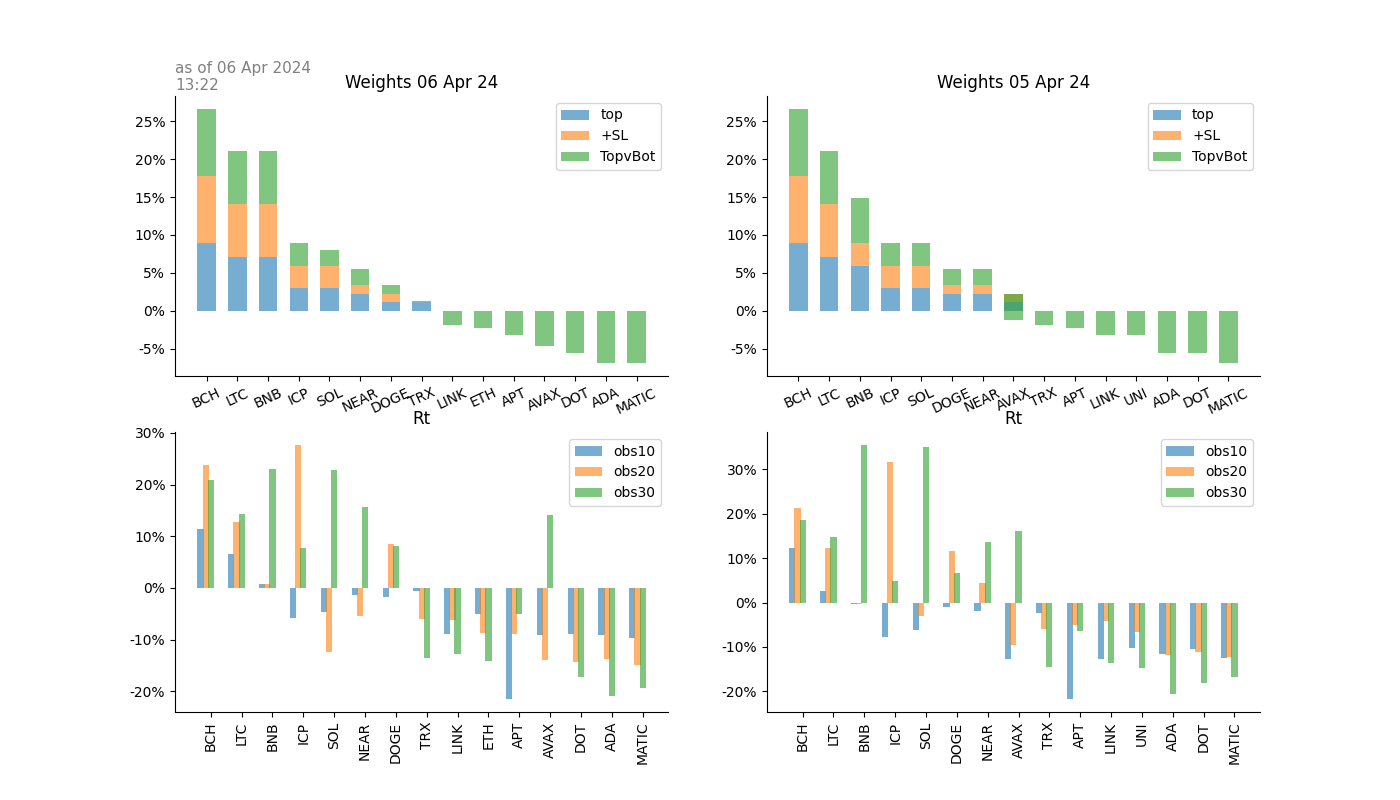 as of 06 Apr 2024
13:22
Weights 06 Apr 24
25%
20%
15%
10%
5%
0%
-5%
top
+SL
TopvBot
BCH LTC BNB ICP SOL NEAR DOGE TRX LINK ETH APT AVAX DOT ADA MATIC
Weights 05 Apr 24
25%
20%
15%
10%
5%
0%
-5%
top
+SL
TopvBot
BCH LTC BNB ICP SOL DOGE NEAR AVAX TRX APT LINK UNI ADA DOT MATIC
Rt
30%
20%
10%
0%
-10%
-20%
obs10
obs20
obs30
BCH LTC BNB ICP SOL NEAR DOGE TRX LINK ETH APT AVAX DOT ADA MATIC
Rt
30%
20%
10%
0%
-10%
-20%
obs10
obs20
obs30
BCH LTC BNB ICP SOL DOGE NEAR AVAX TRX APT LINK UNI ADA DOT MATIC